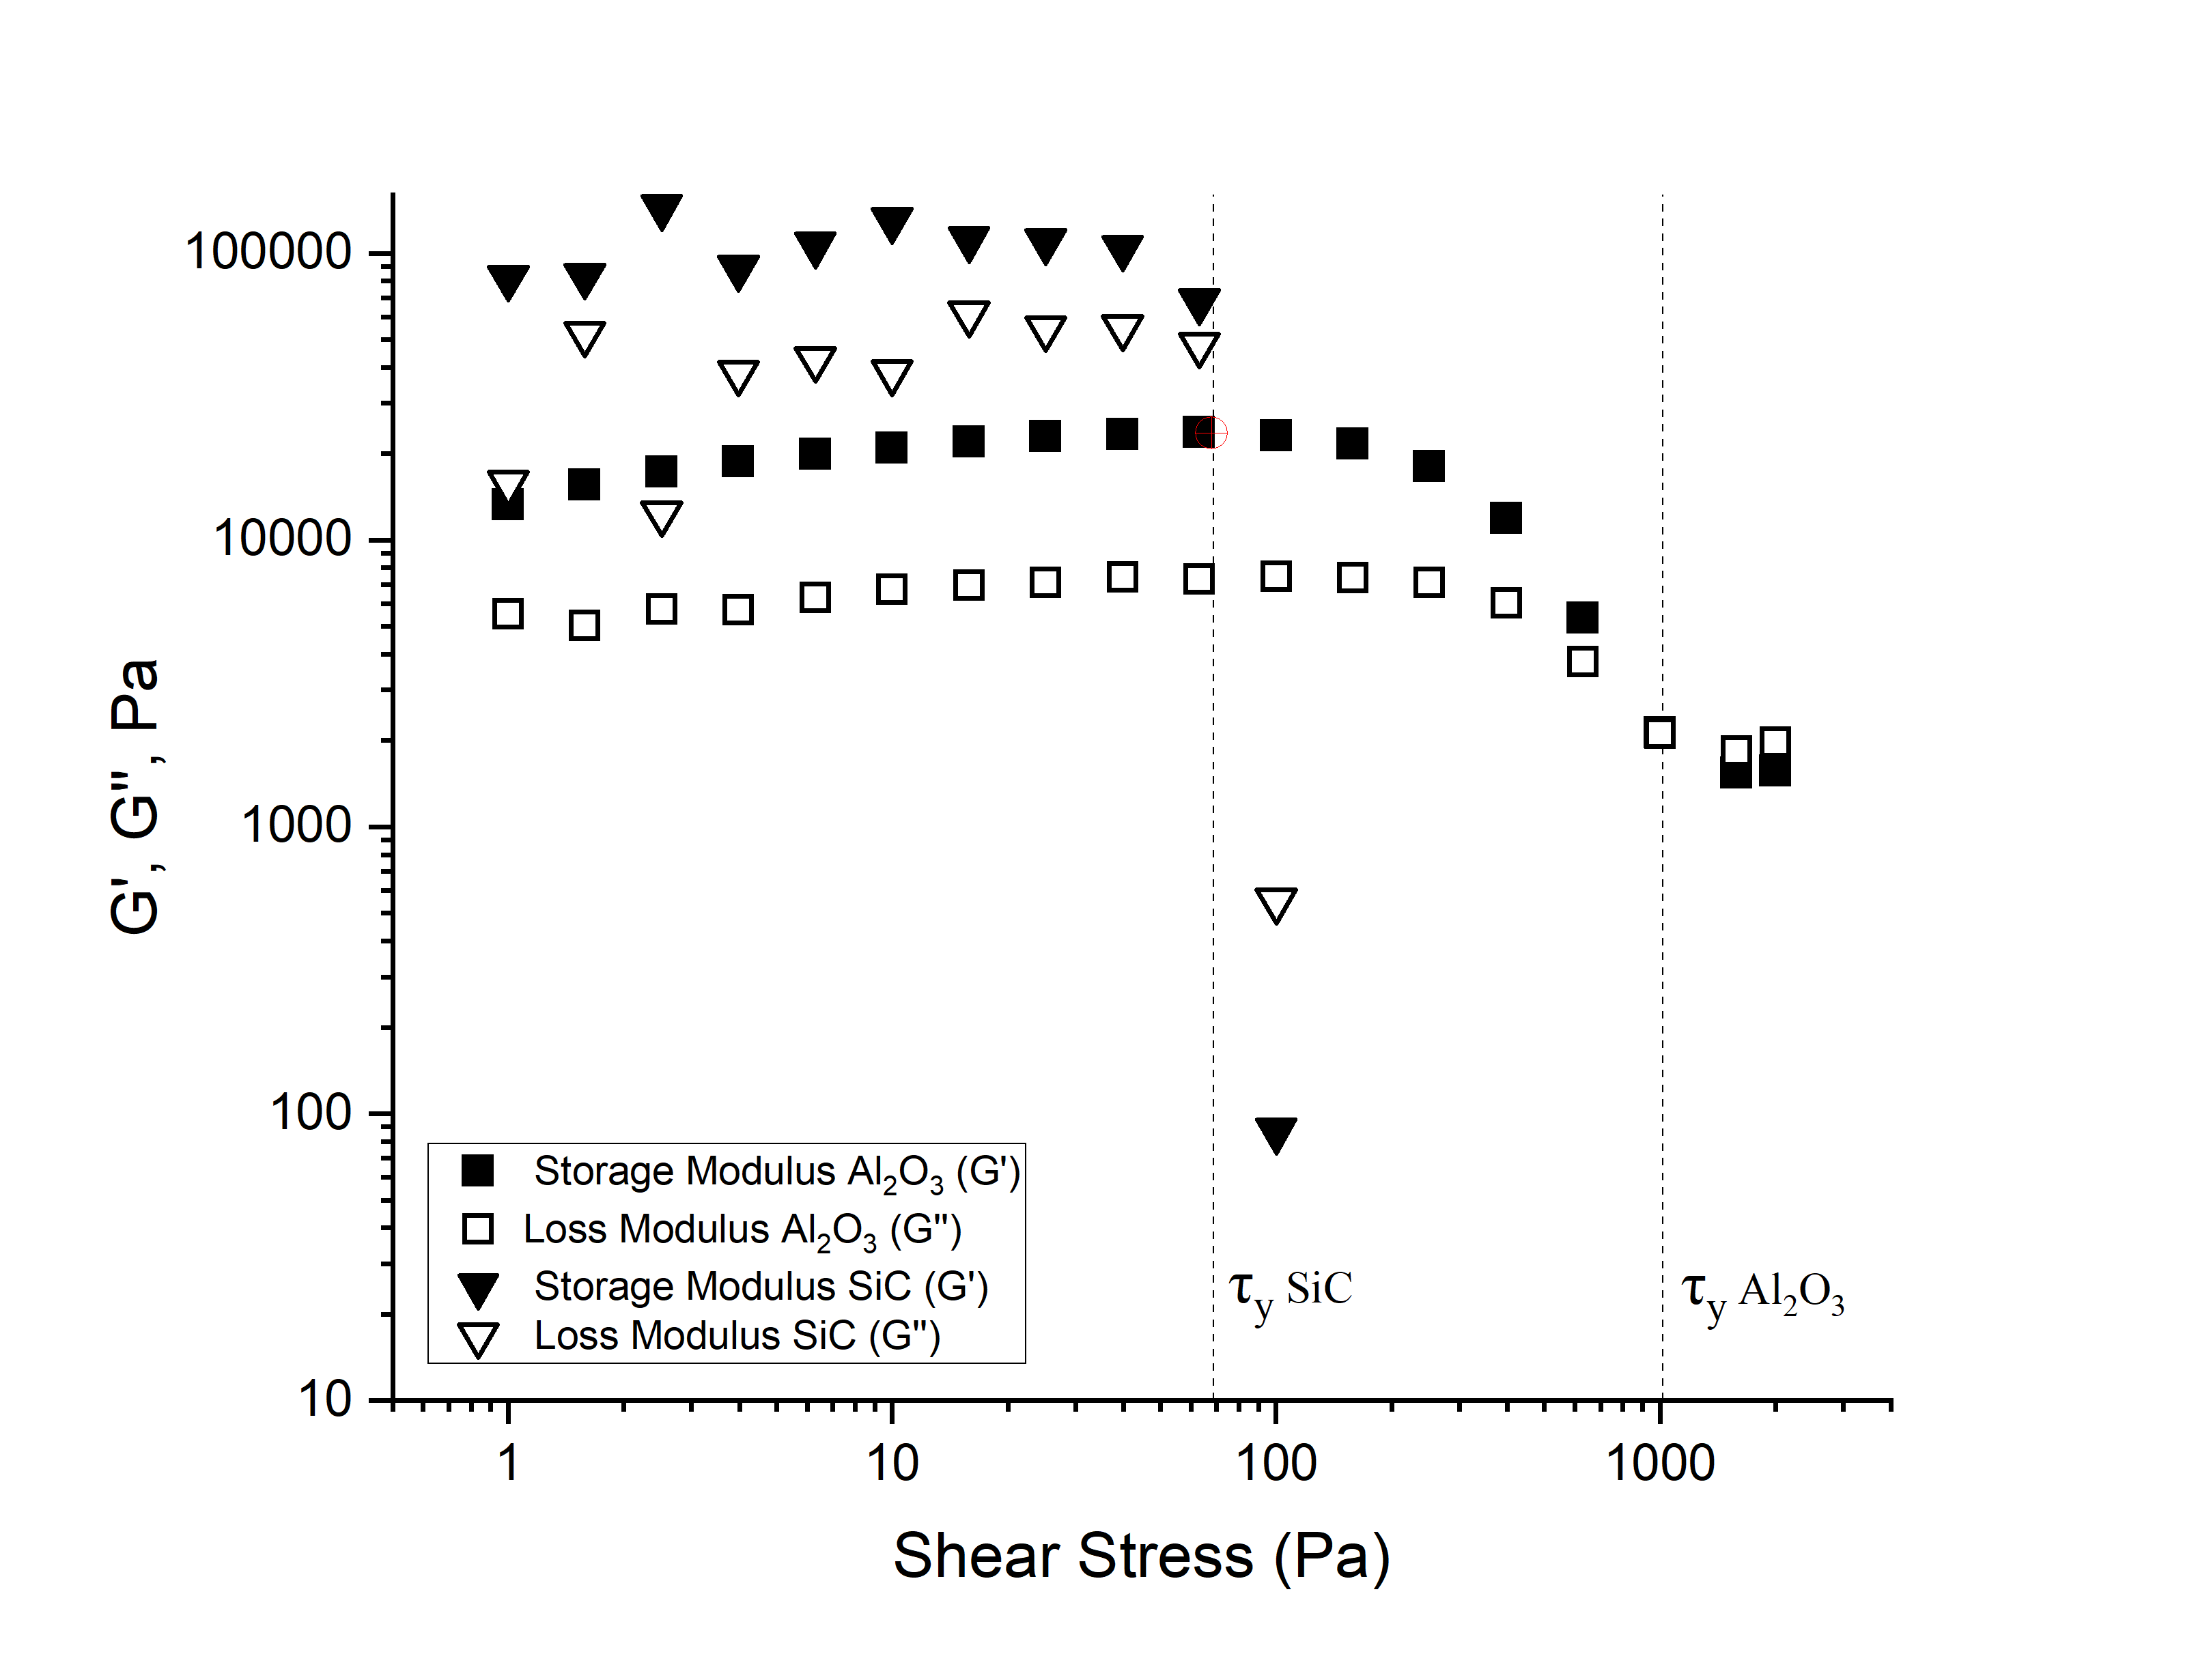 100000
10000
1000
100
10
G', G", Pa
Storage Modulus Al₂O₃ (G')
Loss Modulus Al₂O₃ (G")
Storage Modulus SiC (G')
Loss Modulus SiC (G")
τy SiC
τy Al₂O₃
1 10 100 1000
Shear Stress (Pa)